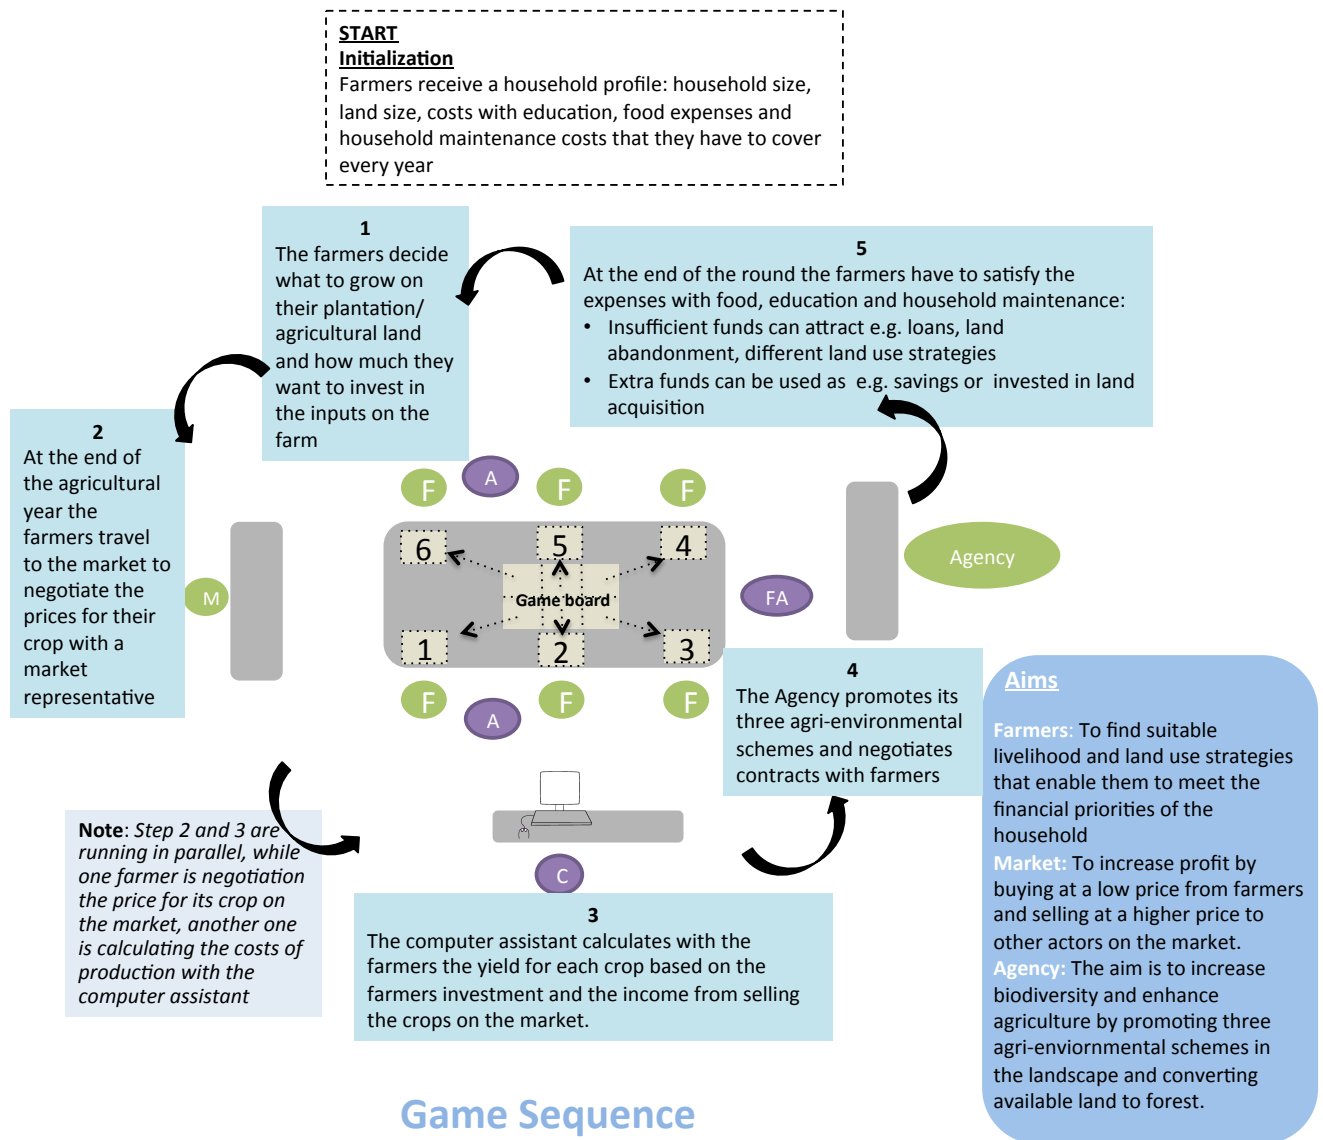 START
Initialization
Farmers receive a household profile: household size,
land size, costs with education, food expenses and
household maintenance costs that they have to cover
every year
1
The farmers decide
what to grow on
their plantation/
agricultural land
and how much they
want to invest in
the inputs on the
farm
5
At the end of the round the farmers have to satisfy the
expenses with food, education and household maintenance:
• Insufficient funds can attract e.g. loans, land
abandonment, different land use strategies
• Extra funds can be used as e.g. savings or invested in land
acquisition
2
At the end of
the agricultural
year the
farmers travel
to the market to
negotiate the
prices for their
crop with a
market
representative
F
A
F
F
6
5
4
Agency
M
Game board
FA
1
2
3
F
A
F
F
4
The Agency promotes its
three agri-environmental
schemes and negotiates
contracts with farmers
Aims
Farmers: To find suitable
livelihood and land use strategies
that enable them to meet the
financial priorities of the
household
Market: To increase profit by
buying at a low price from farmers
and selling at a higher price to
other actors on the market.
Agency: The aim is to increase
biodiversity and enhance
agriculture by promoting three
agri-enviornmental schemes in
the landscape and converting
available land to forest.
Note: Step 2 and 3 are
running in parallel, while
one farmer is negotiation
the price for its crop on
the market, another one
is calculating the costs of
production with the
computer assistant
C
3
The computer assistant calculates with the
farmers the yield for each crop based on the
farmers investment and the income from selling
the crops on the market.
Game Sequence